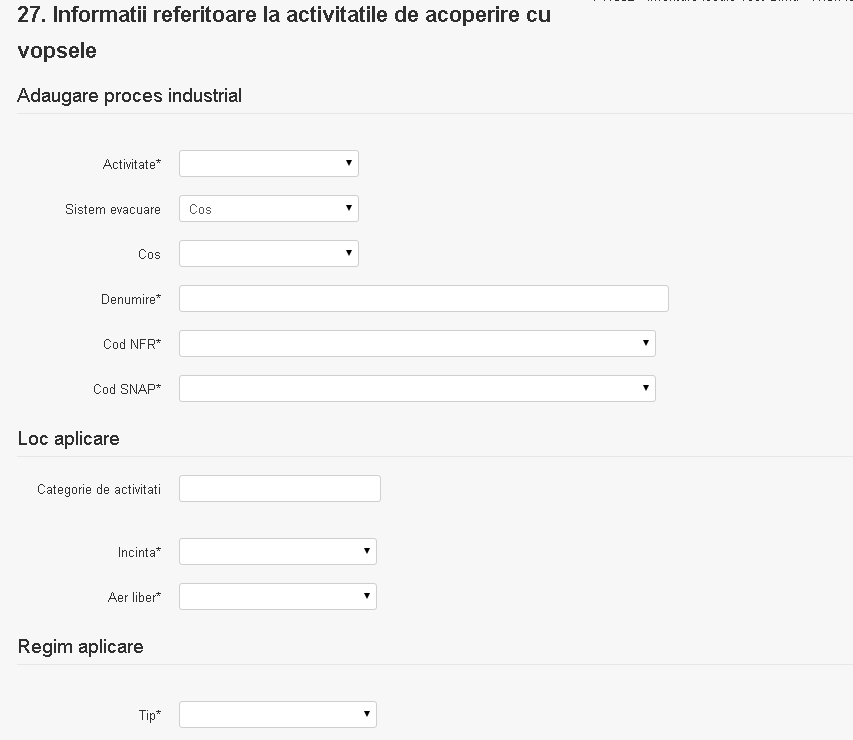 27. Informatii referitoare la activitatile de acoperire cu
vopsele
Adaugare proces industrial
Activitate*
Sistem evacuare Cos
Cos
Denumire*
Cod NFR*
Cod SNAP*
Loc aplicare
Categorie de activitati
Incinta*
Aer liber*
Regim aplicare
Tip*